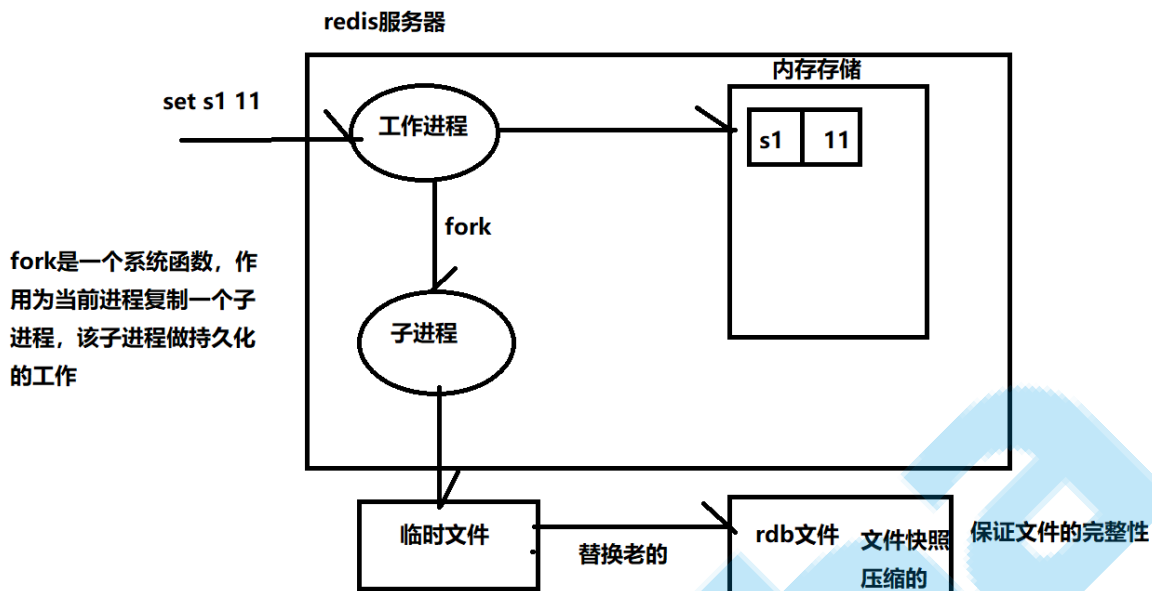 redis服务器
内存存储
set s1 11
工作进程
s1 11
fork
fork是一个系统函数，作
用为当前进程复制一个子
进程，该子进程做持久化
的工作
子进程
临时文件
替换老的
rdb文件
文件快照
压缩的
保证文件的完整性